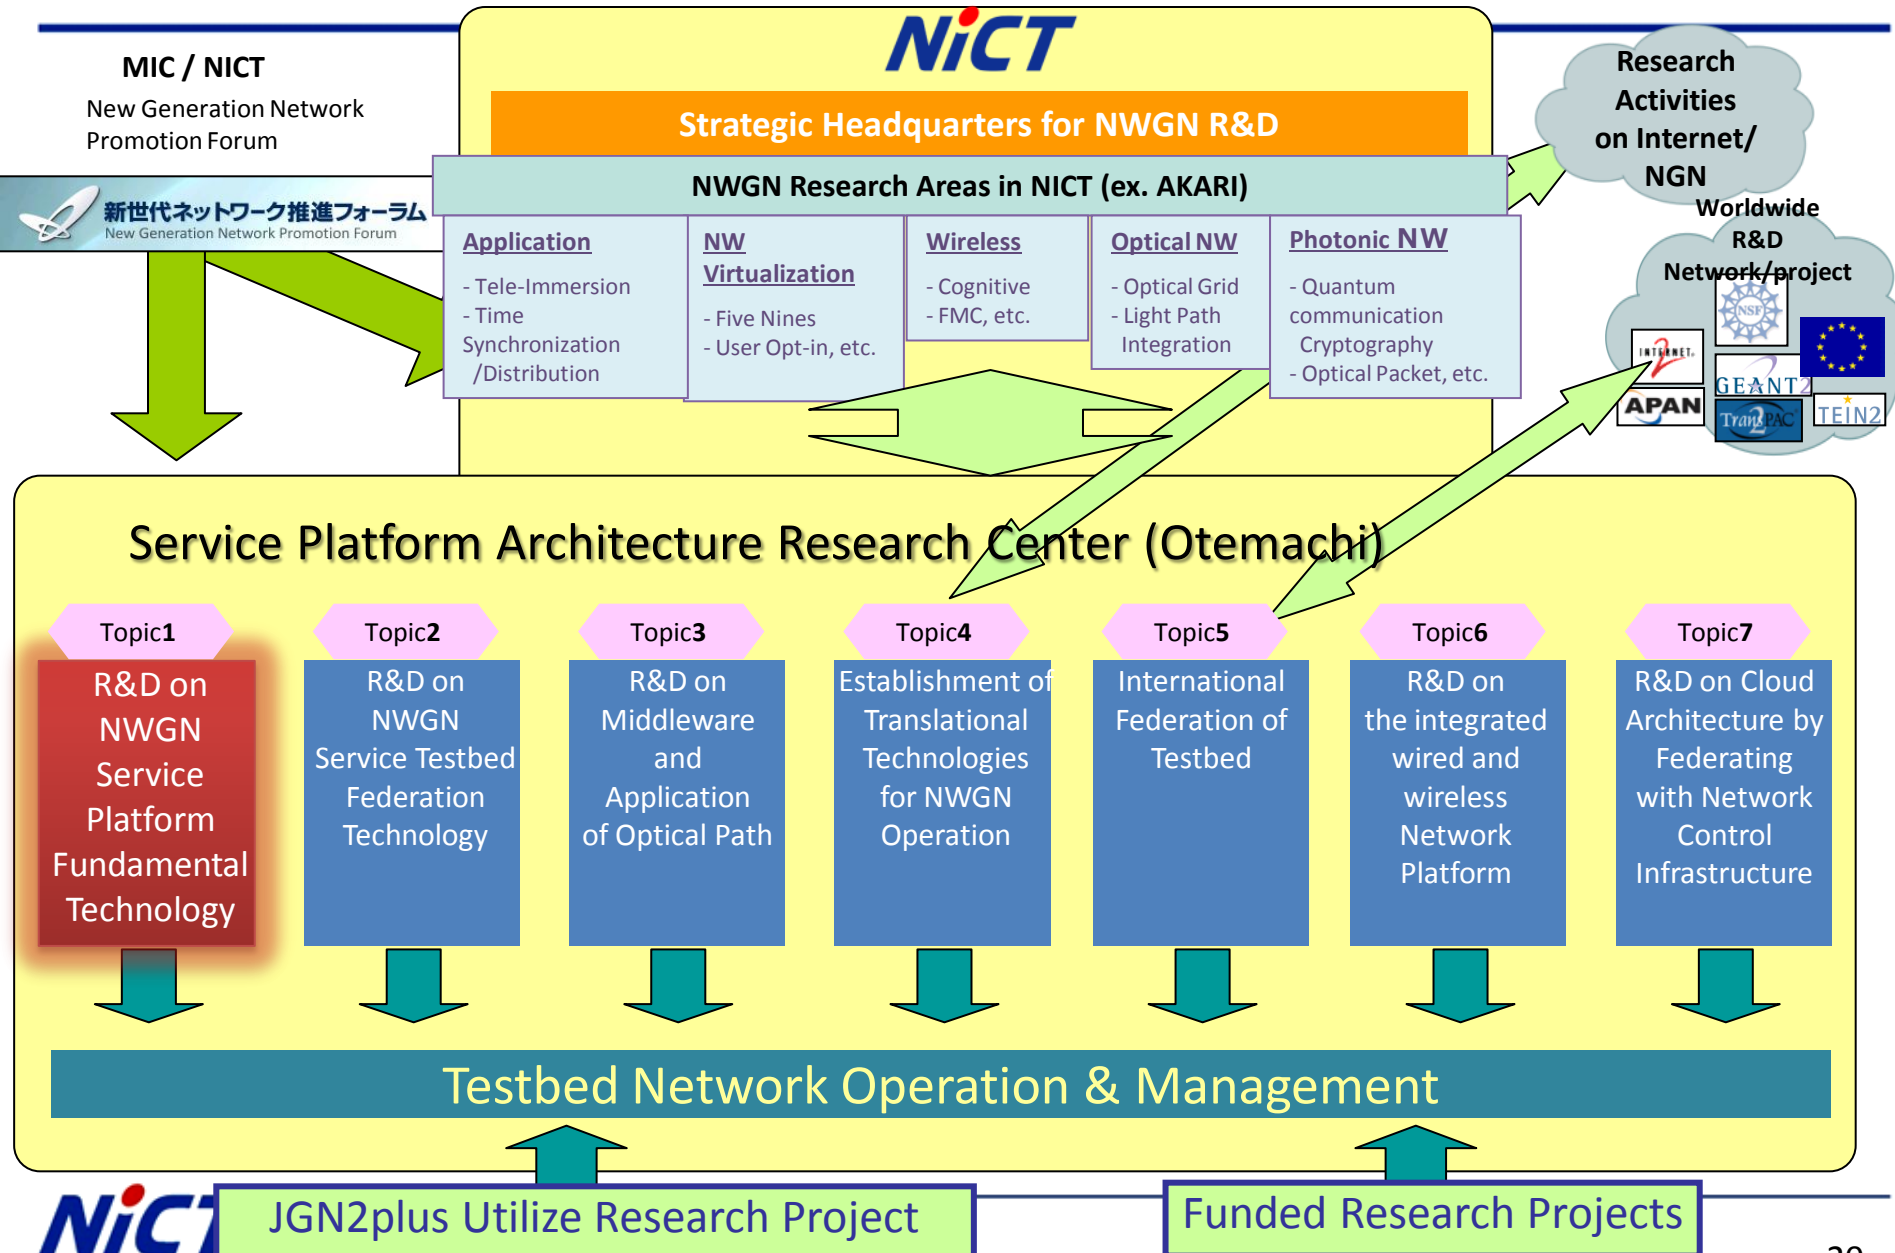 NiCT
MIC / NICT
New Generation Network
Promotion Forum
新世代ネットワーク推進フォーラム
New Generation Network Promotion Forum
Strategic Headquarters for NWGN R&D
NWGN Research Areas in NICT (ex. AKARI)
Application
- Tele-Immersion
- Time
Synchronization
/Distribution
NW
Virtualization
- Five Nines
- User Opt-in, etc.
Wireless
- Cognitive
- FMC, etc.
Optical NW
- Optical Grid
- Light Path
Integration
Photonic NW
- Quantum
communication
Cryptography
- Optical Packet, etc.
Research
Activities
on Internet/
NGN
Worldwide
R&D
Network/project
NSF
INTERNET.
2
GEANT2
APAN
TransPAC2
TEIN2
Service Platform Architecture Research Center (Otemachi)
Topic1
R&D on
NWGN
Service
Platform
Fundamental
Technology
Topic2
R&D on
NWGN
Service Testbed
Federation
Technology
Topic3
R&D on
Middleware
and
Application
of Optical Path
Topic4
Establishment of
Translational
Technologies
for NWGN
Operation
Topic5
International
Federation of
Testbed
Topic6
R&D on
the integrated
wired and
wireless
Network
Platform
Topic7
R&D on Cloud
Architecture by
Federating
with Network
Control
Infrastructure
Testbed Network Operation & Management
NiCT
JGN2plus Utilize Research Project
Funded Research Projects